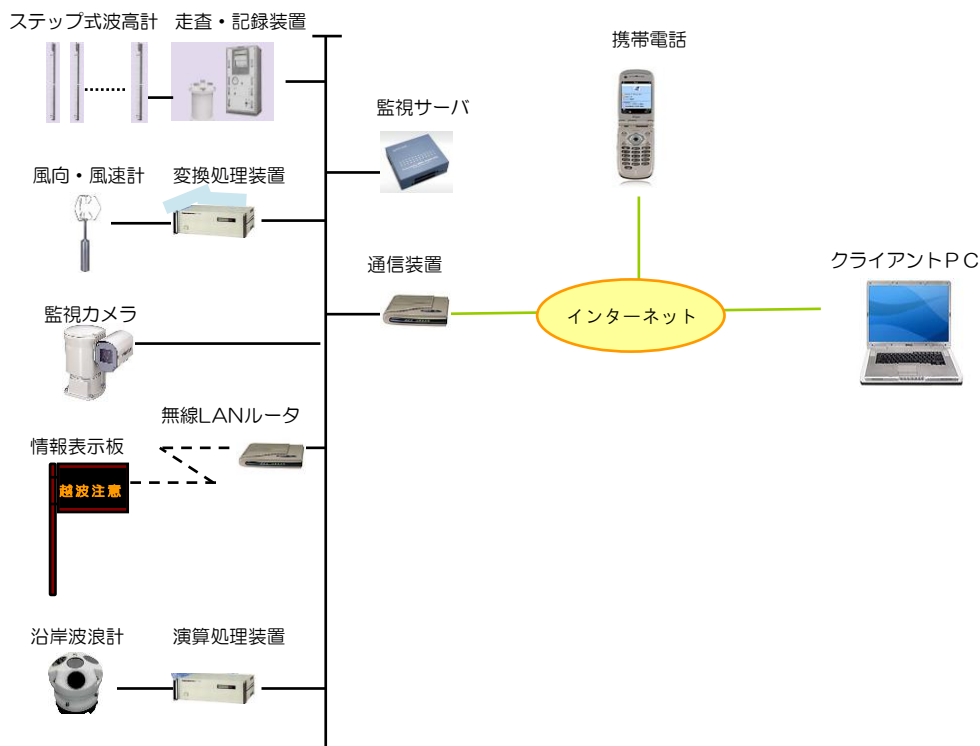 ステップ式波高計
走査・記録装置
携帯電話
監視サーバ
風向・風速計
変換処理装置
通信装置
クライアントPC
監視カメラ
インターネット
無線LANルータ
情報表示板
越波注意
沿岸波浪計
演算処理装置